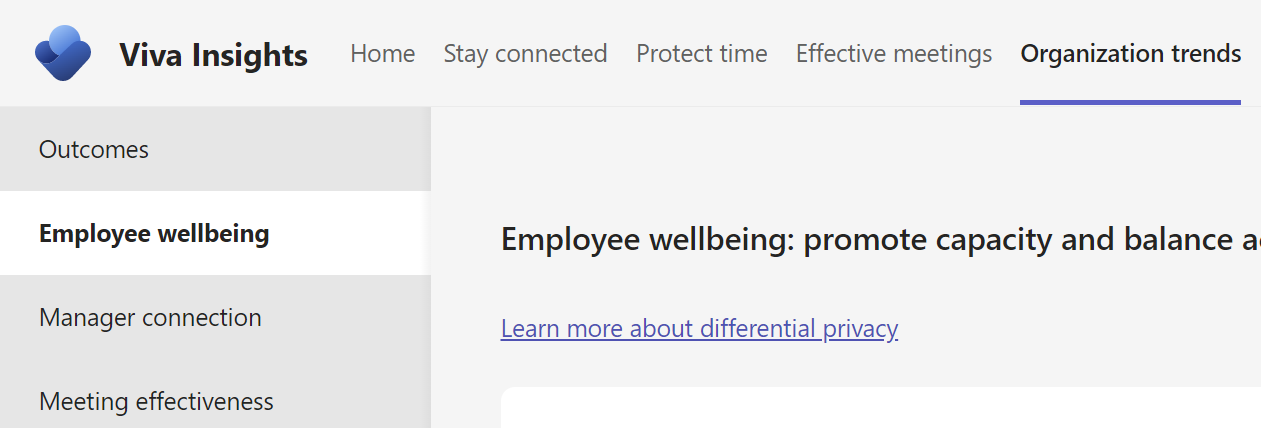 Viva Insights Home Stay connected Protect time Effective meetings Organization trends
Outcomes
Employee wellbeing
Manager connection
Meeting effectiveness
Employee wellbeing: promote capacity and balance
Learn more about differential privacy